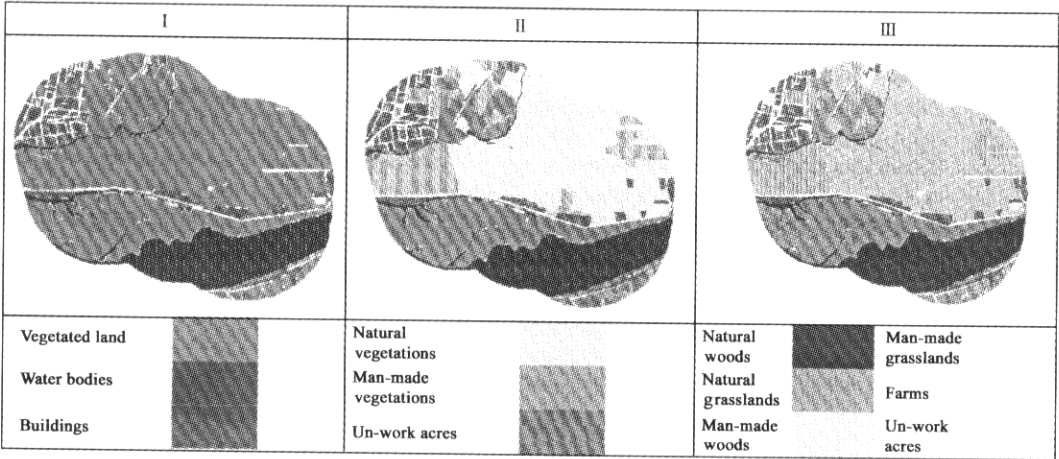 I
II
III
Vegetated land
Water bodies
Buildings
Natural
vegetations
Man-made
vegetations
Un-work acres
Natural
woods
Natural
grasslands
Man-made
woods
Man-made
grasslands
Farms
Un-work
acres